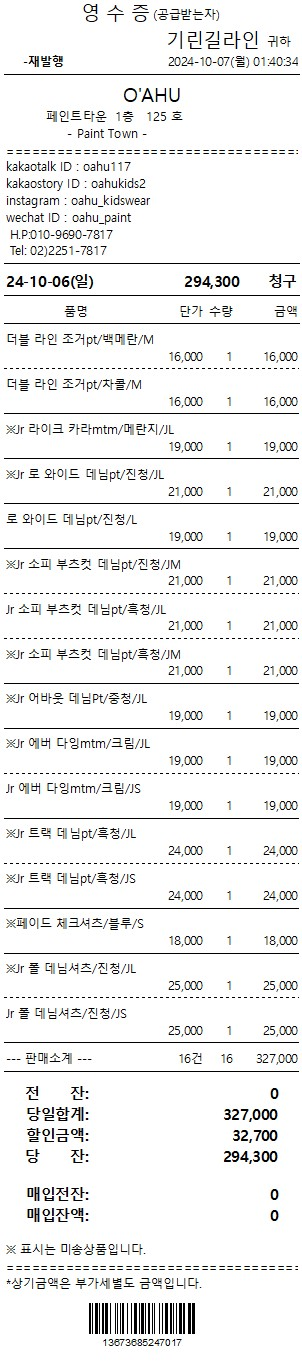 영 수 증 (공급받는자)
기린길라인 귀하
-재발행 2024-10-07(월) 01:40:34
O'AHU
페인트타운 1층 125 호
- Paint Town -
kakaotalk ID : oahu117
kakaostory ID : oahukids2
instagram : oahu_kidswear
wechat ID : oahu_paint
H.P:010-9690-7817
Tel: 02)2251-7817
24-10-06(일) 294,300 청구
품명 단가 수량 금액
더블 라인 조거pt/백메란/M
16,000 1 16,000
더블 라인 조거pt/차콜/M
16,000 1 16,000
※Jr 라이크 카라mtm/메란지/JL
19,000 1 19,000
※Jr 로 와이드 데님pt/진청/JL
21,000 1 21,000
로 와이드 데님pt/진청/L
19,000 1 19,000
※Jr 소피 부츠컷 데님pt/진청/JM
21,000 1 21,000
Jr 소피 부츠컷 데님pt/흑청/JL
21,000 1 21,000
※Jr 소피 부츠컷 데님pt/흑청/JM
21,000 1 21,000
※Jr 어바웃 데님Pt/중청/JL
19,000 1 19,000
※Jr 에버 다잉mtm/크림/JL
19,000 1 19,000
Jr 에버 다잉mtm/크림/JS
19,000 1 19,000
※Jr 트랙 데님pt/흑청/JL
24,000 1 24,000
※Jr 트랙 데님pt/흑청/JS
24,000 1 24,000
※페이드 체크셔츠/블루/S
18,000 1 18,000
※Jr 폴 데님셔츠/진청/JL
25,000 1 25,000
Jr 폴 데님셔츠/진청/JS
25,000 1 25,000
--- 판매소계 --- 16건 16 327,000
전 잔: 0
당일합계: 327,000
할인금액: 32,700
당 잔: 294,300
매입전잔: 0
매입잔액: 0
※ 표시는 미송상품입니다.
*상기금액은 부가세별도 금액입니다.
13673685247017